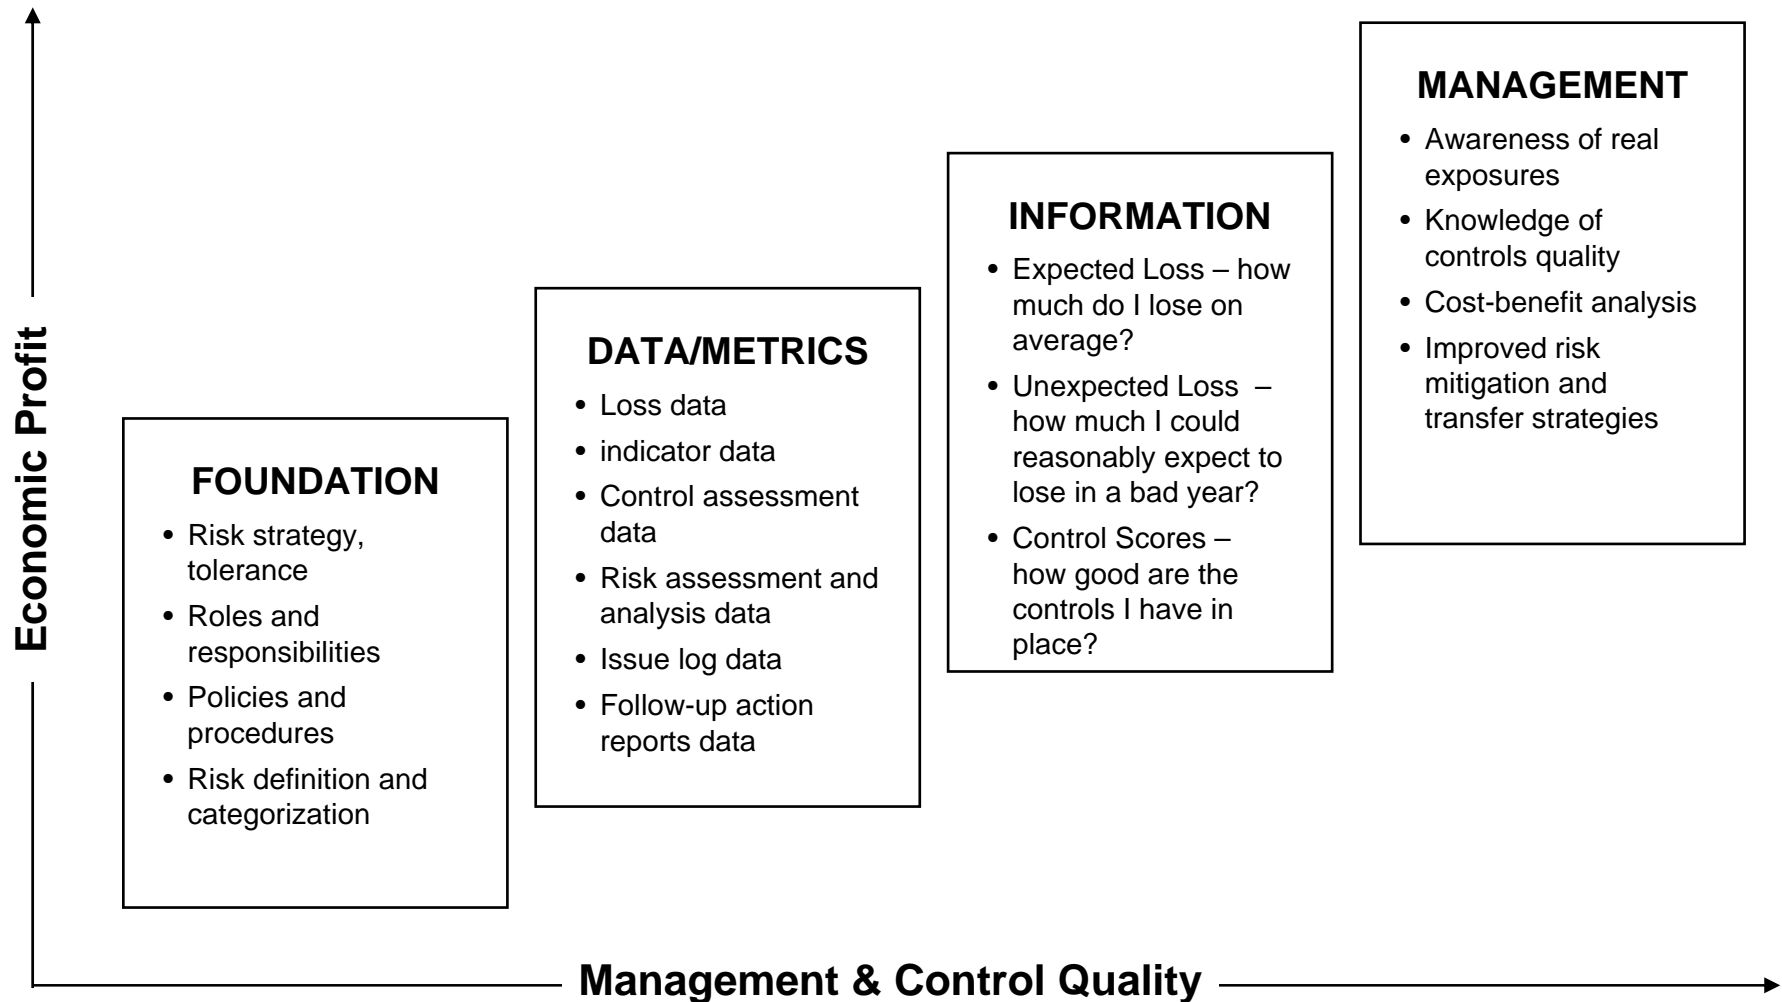 Economic Profit
FOUNDATION
• Risk strategy,
tolerance
• Roles and
responsibilities
• Policies and
procedures
• Risk definition and
categorization
DATA/METRICS
• Loss data
• indicator data
• Control assessment
data
• Risk assessment and
analysis data
• Issue log data
• Follow-up action
reports data
INFORMATION
• Expected Loss – how
much do I lose on
average?
• Unexpected Loss –
how much I could
reasonably expect to
lose in a bad year?
• Control Scores –
how good are the
controls I have in
place?
MANAGEMENT
• Awareness of real
exposures
• Knowledge of
controls quality
• Cost-benefit analysis
• Improved risk
mitigation and
transfer strategies
Management & Control Quality